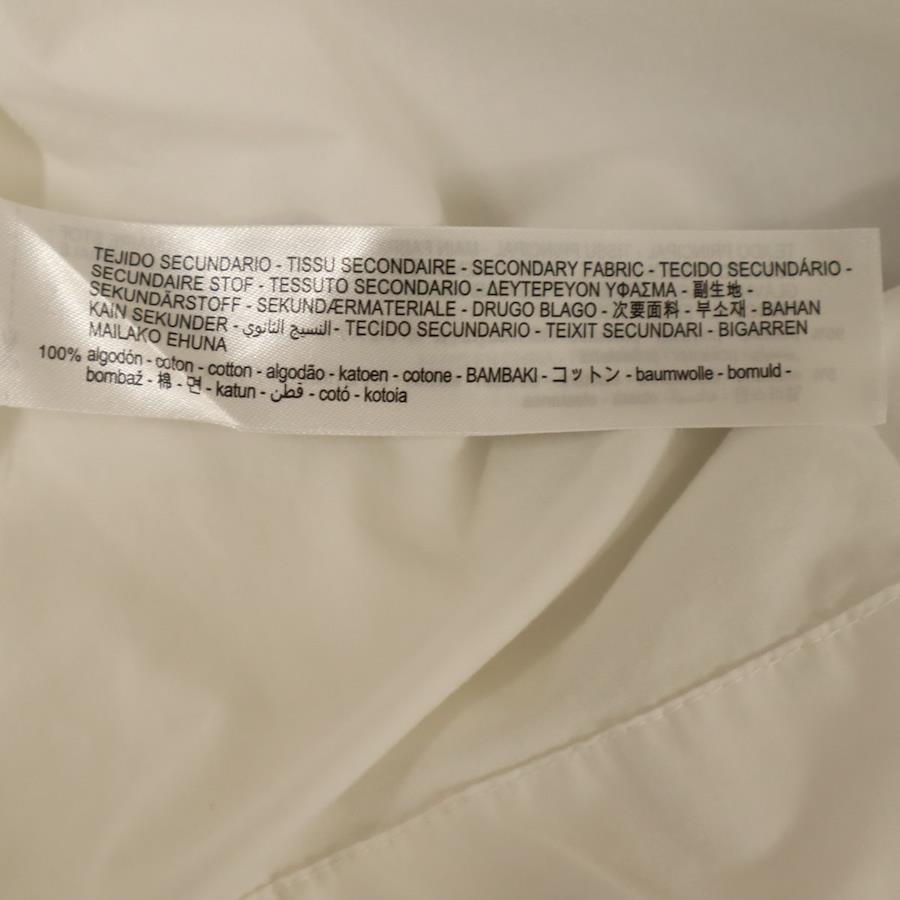 TEJIDO SECUNDARIO - TISSU SECONDAIRE - SECONDARY FABRIC - TECIDO SECUNDÁRIO -
SECUNDAIRE STOF - TESSUTO SECONDARIO - ΔΕΥΤΕΡΕΥΟΝ ΥΦΑΣΜΑ - 副生地 -
SEKUNDÄRSTOFF - SEKUNDÆRMATERIALE - DRUGO BLAGO - 次要面料 - 부소재 - BAHAN
KAIN SEKUNDER - النسيج الثانوي - TECIDO SECUNDARIO - TEIXIT SECUNDARI - BIGARREN
MAILAKO EHUNA
100% algodón - coton - cotton - algodão - katoen - cotone - BAMBAKI - コットン - baumwolle - bomuld -
bombaž - 棉 - 면 - katun - قطن - cotó - kotoia